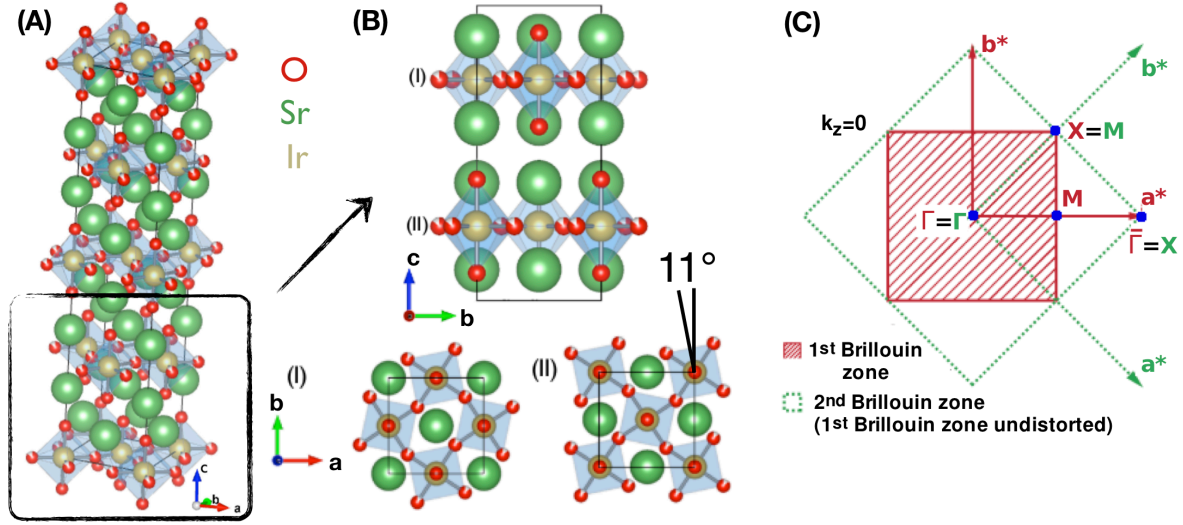 (A)
c
b
a
O
Sr
Ir
(B)
(I)
(II)
c
b
11°
(I)
b
a
(II)
(C)
b*
b*
k_z=0
X=M
M
a*
Γ=Γ
Γ̄=X
a*
1st Brillouin
zone
2nd Brillouin zone
(1st Brillouin zone undistorted)